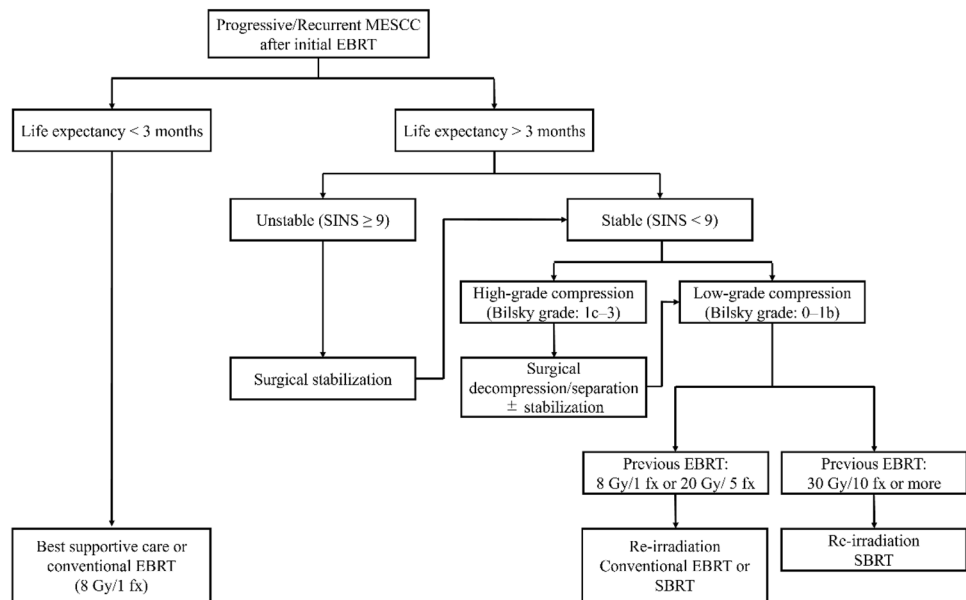 Progressive/Recurrent MESCC
after initial EBRT
Life expectancy < 3 months
Life expectancy > 3 months
Unstable (SINS ≥ 9)
Stable (SINS < 9)
High-grade compression
(Bilsky grade: 1c–3)
Low-grade compression
(Bilsky grade: 0–1b)
Surgical stabilization
Surgical
decompression/separation
± stabilization
Previous EBRT:
8 Gy/1 fx or 20 Gy/ 5 fx
Previous EBRT:
30 Gy/10 fx or more
Best supportive care or
conventional EBRT
(8 Gy/1 fx)
Re-irradiation
Conventional EBRT or
SBRT
Re-irradiation
SBRT